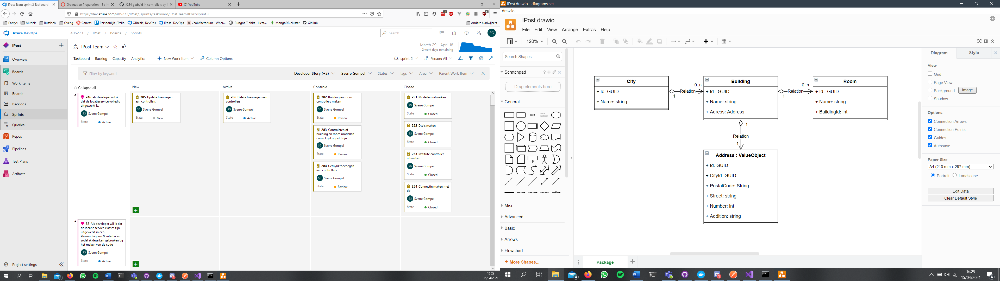 IPost Team sprint 2 Taskboard -
Graduation Preparation - Be in
#284 getbyid in controllers by
(2) YouTube
https://dev.azure.com/405273/IPost/_sprints/taskboard/IPost Team/IPost/sprint 2
Fontys
Muziek
Russisch
Overig
Canvas
Persoonlijk | Trello
QBreak | DevOps
IPost | DevOps
/cobifactorium - Wher...
Rungne T-shirt - Heat...
MongoDB cluster
GitHub
Andere bladwijzers
Azure DevOps
405273 / IPost / Boards / Sprints
Search
SG
IPost
Overview
Boards
Work items
Boards
Backlogs
Sprints
Queries
Repos
Pipelines
Test Plans
Artifacts
Project settings
IPost Team
March 29 - April 18
2 work days remaining
Taskboard
Backlog
Capacity
Analytics
New Work Item
Column Options
sprint 2
Person: All
Filter by keyword
Developer Story (+2)
Sverre Gompel
States
Tags
Area
Parent Work Item
Collapse all
New
Active
Controle
Closed
246 als developer wil ik
dat de locatieservice volledig
uitgewerkt is.
SG Sverre Gompel
State Active
285 Update toevoegen
aan controllers
SG Sverre Gompel
State New
286 Delete toevoegen aan
controllers
SG Sverre Gompel
State Active
282 Building en room
controllers maken
SG Sverre Gompel
State Review
283 Controleren of
building en room modellen
correct gekoppeld zijn
SG Sverre Gompel
State Review
284 GetById toevoegen
aan controllers
SG Sverre Gompel
State Review
251 Modellen uitwerken
SG Sverre Gompel
State Closed
252 Dto's maken
SG Sverre Gompel
State Closed
253 Institute controller
uitwerken
SG Sverre Gompel
State Closed
254 Connectie maken met
db
SG Sverre Gompel
State Closed
52 Als developer wil ik dat
de locatie service classes zijn
uitgewerkt in een
klassendiagram & interfaces
zodat ik deze kan gebruiken bij
het maken van de code
SG Sverre Gompel
State Active
16:29
15/04/2021
IPost.drawio - diagrams.net
draw.io
IPost.drawio
File Edit View Arrange Extras Help
120%
Search Shapes
Scratchpad
Drag elements here
General
Text
Heading
Misc
Advanced
Basic
Arrows
Flowchart
+ More Shapes...
City
+ Id: GUID
+ Name: string
1
Relation
0..n
Building
+ Id : GUID
+ Name: string
+ Adress: Address
1
Relation
0..n
Room
+ Id : GUID
+ Name: string
+ BuildingId: int
1
Relation
1
Address : ValueObject
+ Id: GUID
+ CityId: GUID
+ PostalCode: String
+ Street: string
+ Number: int
+ Addition: string
Package
Diagram
Style
View
Grid
Page View
Background
Image
Shadow
Options
Connection Arrows
Connection Points
Guides
Autosave
Paper Size
A4 (210 mm x 297 mm)
Portrait
Landscape
Edit Data
Clear Default Style
16:29
15/04/2021